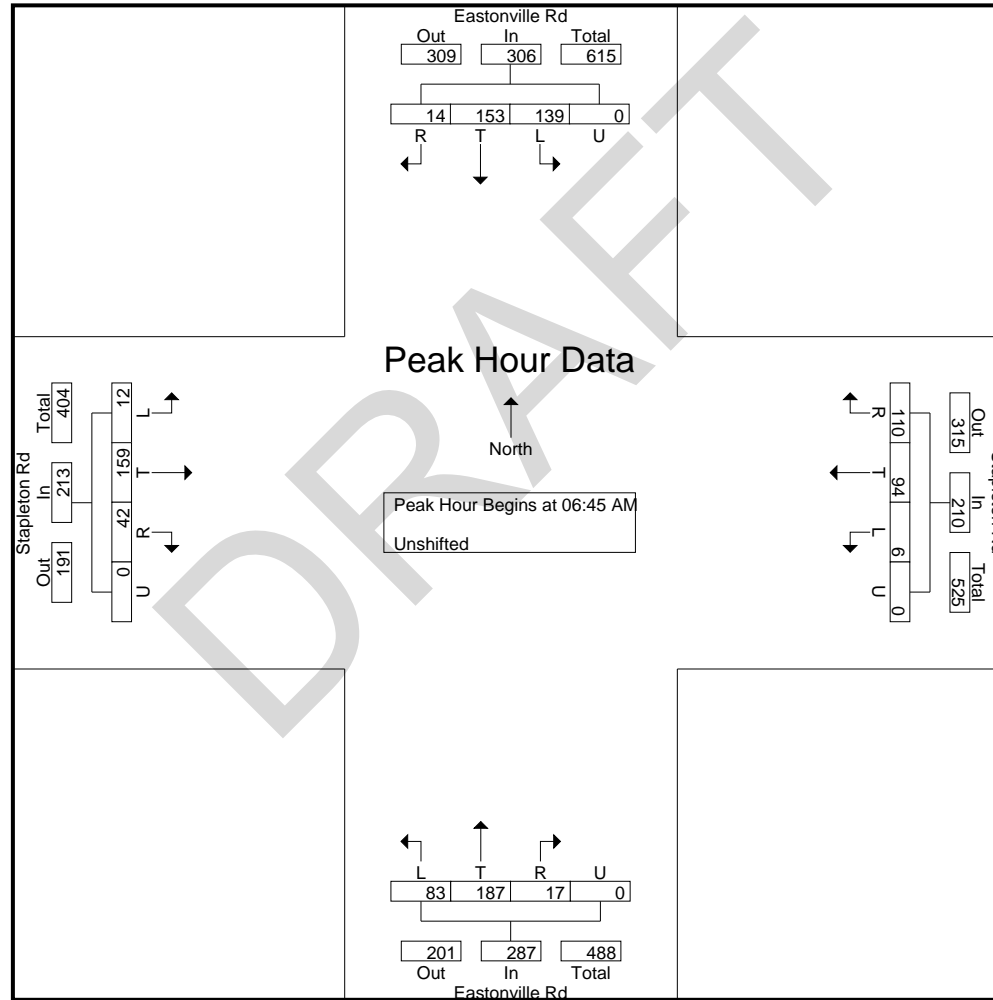 Eastonville Rd
Out In Total
309 306 615
14 153 139 0
R T L U
Peak Hour Data
North
Peak Hour Begins at 06:45 AM
Unshifted
Stapleton Rd
Total In Out
404 213 191
12 159 42 0
L T R U
Out In Total
315 210 525
110 94 6 0
R T L U
L T R U
83 187 17 0
201 287 488
Out In Total
Eastonville Rd
DRAFT